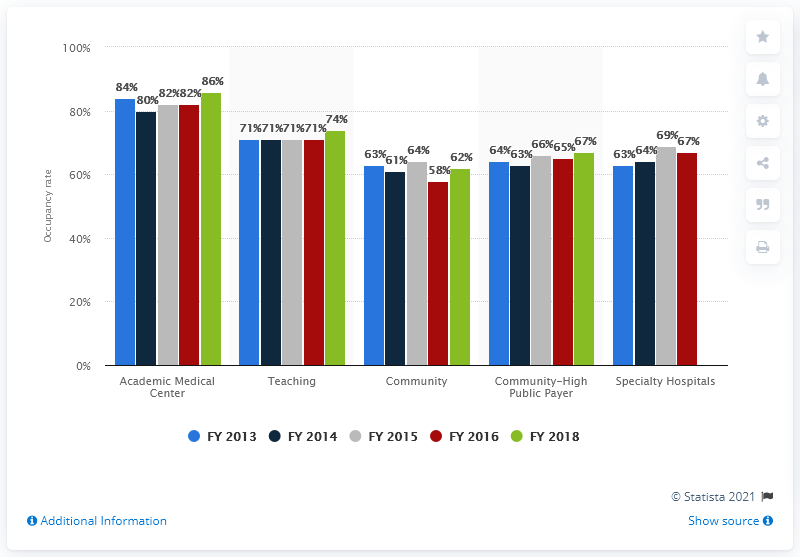 100%
80%
60%
40%
20%
0%
Occupancy rate
84% 80% 82% 82% 86%
71% 71% 71% 71% 74%
63% 61% 64% 58% 62%
64% 63% 66% 65% 67%
63% 64% 69% 67%
Academic Medical
Center
Teaching
Community
Community-High
Public Payer
Specialty Hospitals
FY 2013 FY 2014 FY 2015 FY 2016 FY 2018
© Statista 2021
Additional Information
Show source